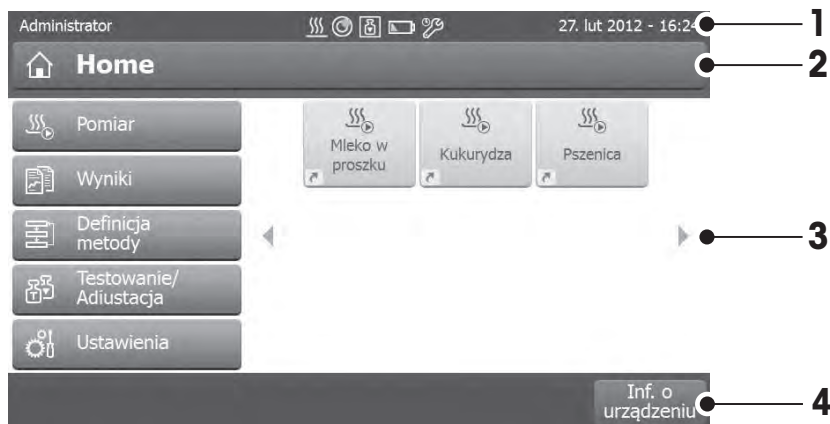 Administrator
27. lut 2012 - 16:24
1
Home
2
Pomiar
Wyniki
Definicja
metody
Testowanie/
Adiustacja
Ustawienia
Mleko w
proszku
Kukurydza
Pszenica
3
Inf. o
urządzeniu
4